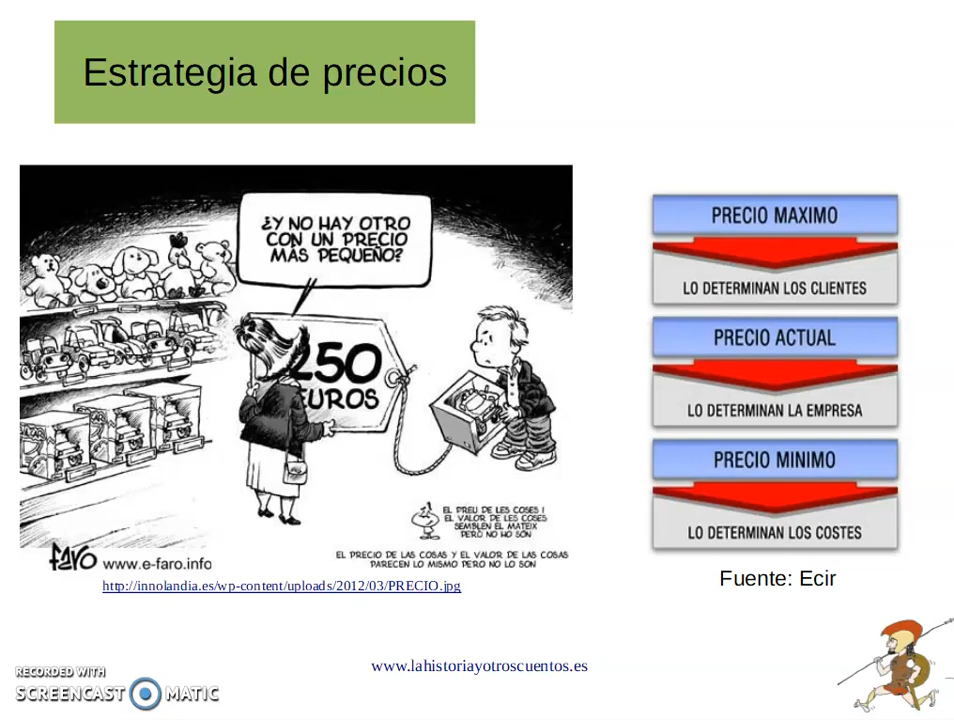 Estrategia de precios
¿Y NO HAY OTRO
CON UN PRECIO
MÁS PEQUEÑO?
250
EUROS
EL PREU DE LES COSES I
EL VALOR DE LES COSES
SEMBLEN EL MATEIX
PERÒ NO HO SÓN
EL PRECIO DE LAS COSAS Y EL VALOR DE LAS COSAS
PARECEN LO MISMO PERO NO LO SON
faro www.e-faro.info
http://innolandia.es/wp-content/uploads/2012/03/PRECIO.jpg
PRECIO MAXIMO
LO DETERMINAN LOS CLIENTES
PRECIO ACTUAL
LO DETERMINAN LA EMPRESA
PRECIO MINIMO
LO DETERMINAN LOS COSTES
Fuente: Ecir
www.lahistoriayotroscuentos.es
RECORDED WITH
SCREENCAST MATIC